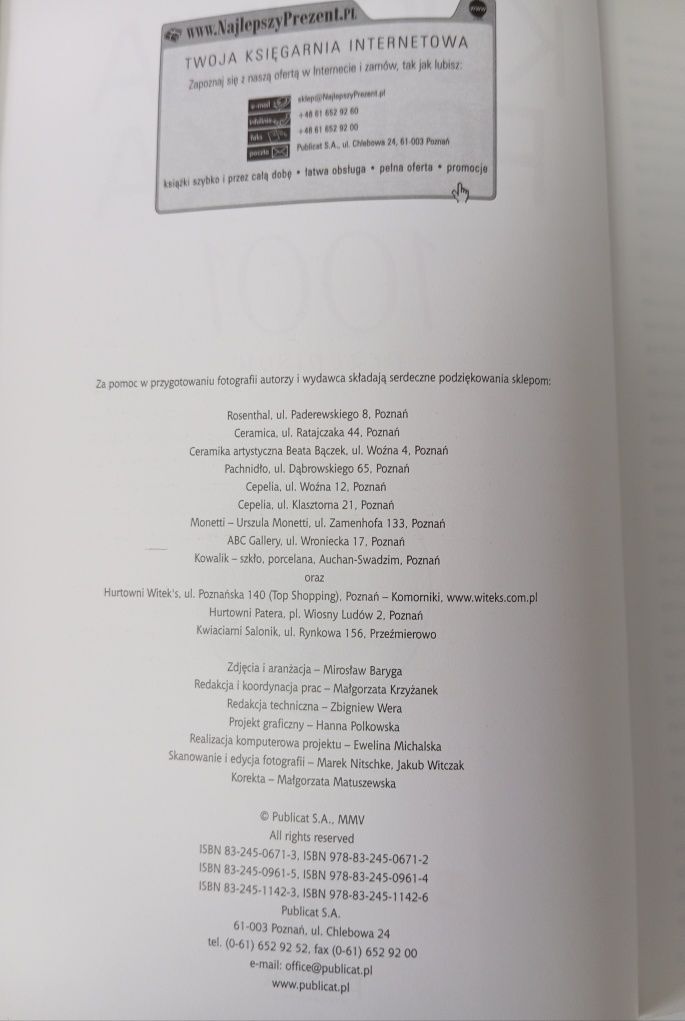 www.NajlepszyPrezent.PL
www
TWOJA KSIĘGARNIA INTERNETOWA
Zapoznaj się z naszą ofertą w Internecie i zamów, tak jak lubisz:
e-mail sklep@NajlepszyPrezent.pl
telefon +48 61 652 92 60
faks +48 61 652 92 00
poczta Publicat S.A., ul. Chlebowa 24, 61-003 Poznań
książki szybko i przez całą dobę • łatwa obsługa • pełna oferta • promocje
1001
Za pomoc w przygotowaniu fotografii autorzy i wydawca składają serdeczne podziękowania sklepom:
Rosenthal, ul. Paderewskiego 8, Poznań
Ceramica, ul. Ratajczaka 44, Poznań
Ceramika artystyczna Beata Bączek, ul. Woźna 4, Poznań
Pachnidło, ul. Dąbrowskiego 65, Poznań
Cepelia, ul. Woźna 12, Poznań
Cepelia, ul. Klasztorna 21, Poznań
Monetti – Urszula Monetti, ul. Zamenhofa 133, Poznań
ABC Gallery, ul. Wroniecka 17, Poznań
Kowalik – szkło, porcelana, Auchan-Swadzim, Poznań
oraz
Hurtowni Witek's, ul. Poznańska 140 (Top Shopping), Poznań – Komorniki, www.witeks.com.pl
Hurtowni Patera, pl. Wiosny Ludów 2, Poznań
Kwiaciarni Salonik, ul. Rynkowa 156, Przeźmierowo
Zdjęcia i aranżacja – Mirosław Baryga
Redakcja i koordynacja prac – Małgorzata Krzyżanek
Redakcja techniczna – Zbigniew Wera
Projekt graficzny – Hanna Polkowska
Realizacja komputerowa projektu – Ewelina Michalska
Skanowanie i edycja fotografii – Marek Nitschke, Jakub Witczak
Korekta – Małgorzata Matuszewska
© Publicat S.A., MMV
All rights reserved
ISBN 83-245-0671-3, ISBN 978-83-245-0671-2
ISBN 83-245-0961-5, ISBN 978-83-245-0961-4
ISBN 83-245-1142-3, ISBN 978-83-245-1142-6
Publicat S.A.
61-003 Poznań, ul. Chlebowa 24
tel. (0-61) 652 92 52, fax (0-61) 652 92 00
e-mail: office@publicat.pl
www.publicat.pl